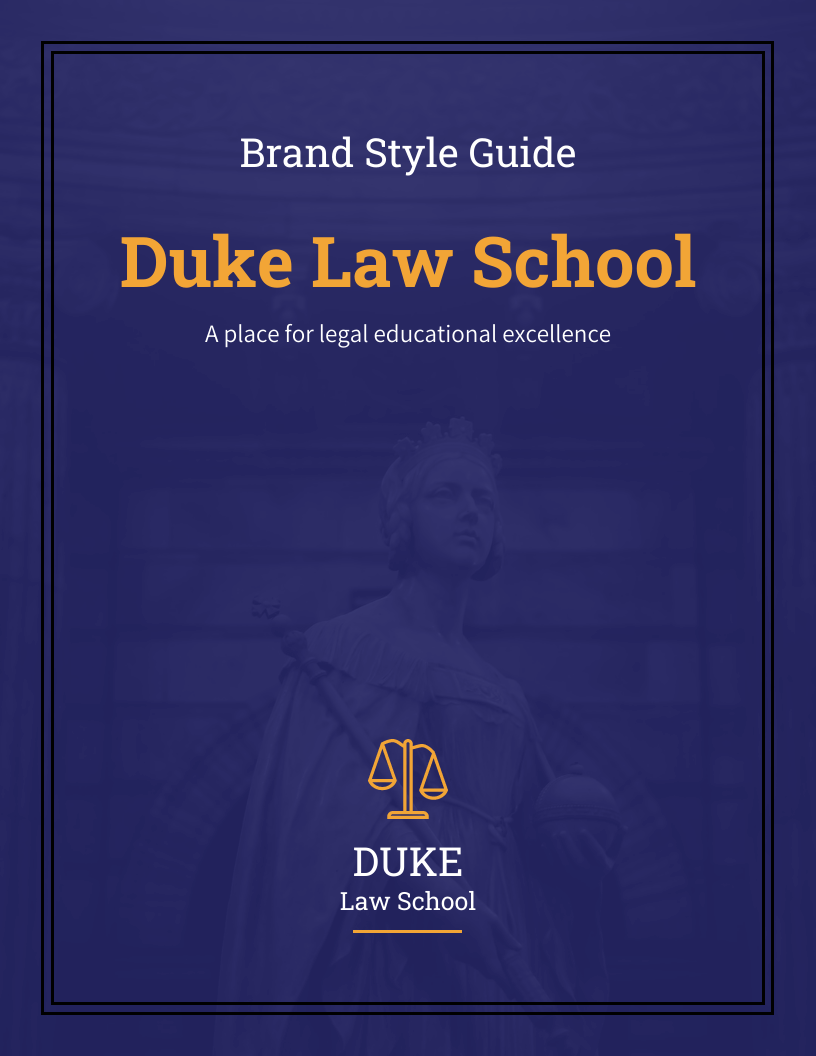 Brand Style Guide
Duke Law School
A place for legal educational excellence
DUKE
Law School